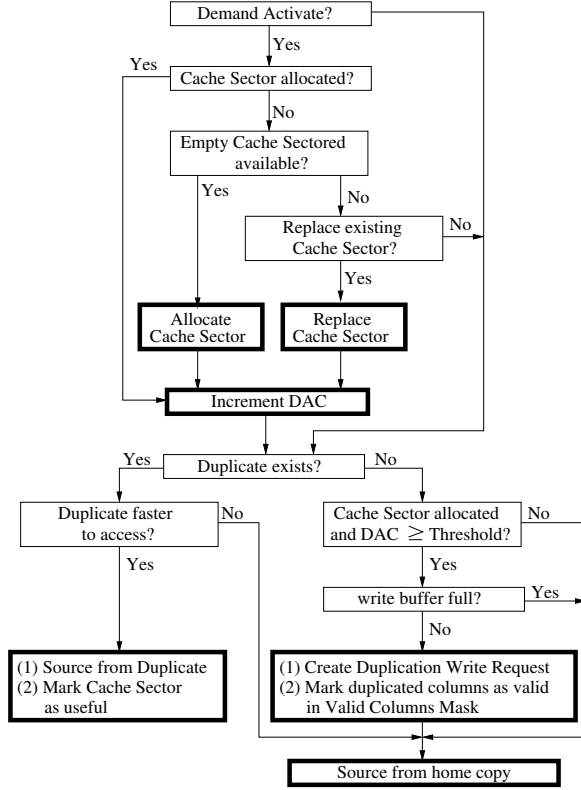 Demand Activate?
Yes
Yes
Cache Sector allocated?
No
Empty Cache Sectored
available?
Yes
No
Replace existing
Cache Sector?
No
Yes
Allocate
Cache Sector
Replace
Cache Sector
Increment DAC
Yes
Duplicate exists?
No
Duplicate faster
to access?
No
Cache Sector allocated
and DAC ≥ Threshold?
No
Yes
Yes
write buffer full?
Yes
No
(1) Source from Duplicate
(2) Mark Cache Sector
as useful
(1) Create Duplication Write Request
(2) Mark duplicated columns as valid
in Valid Columns Mask
Source from home copy